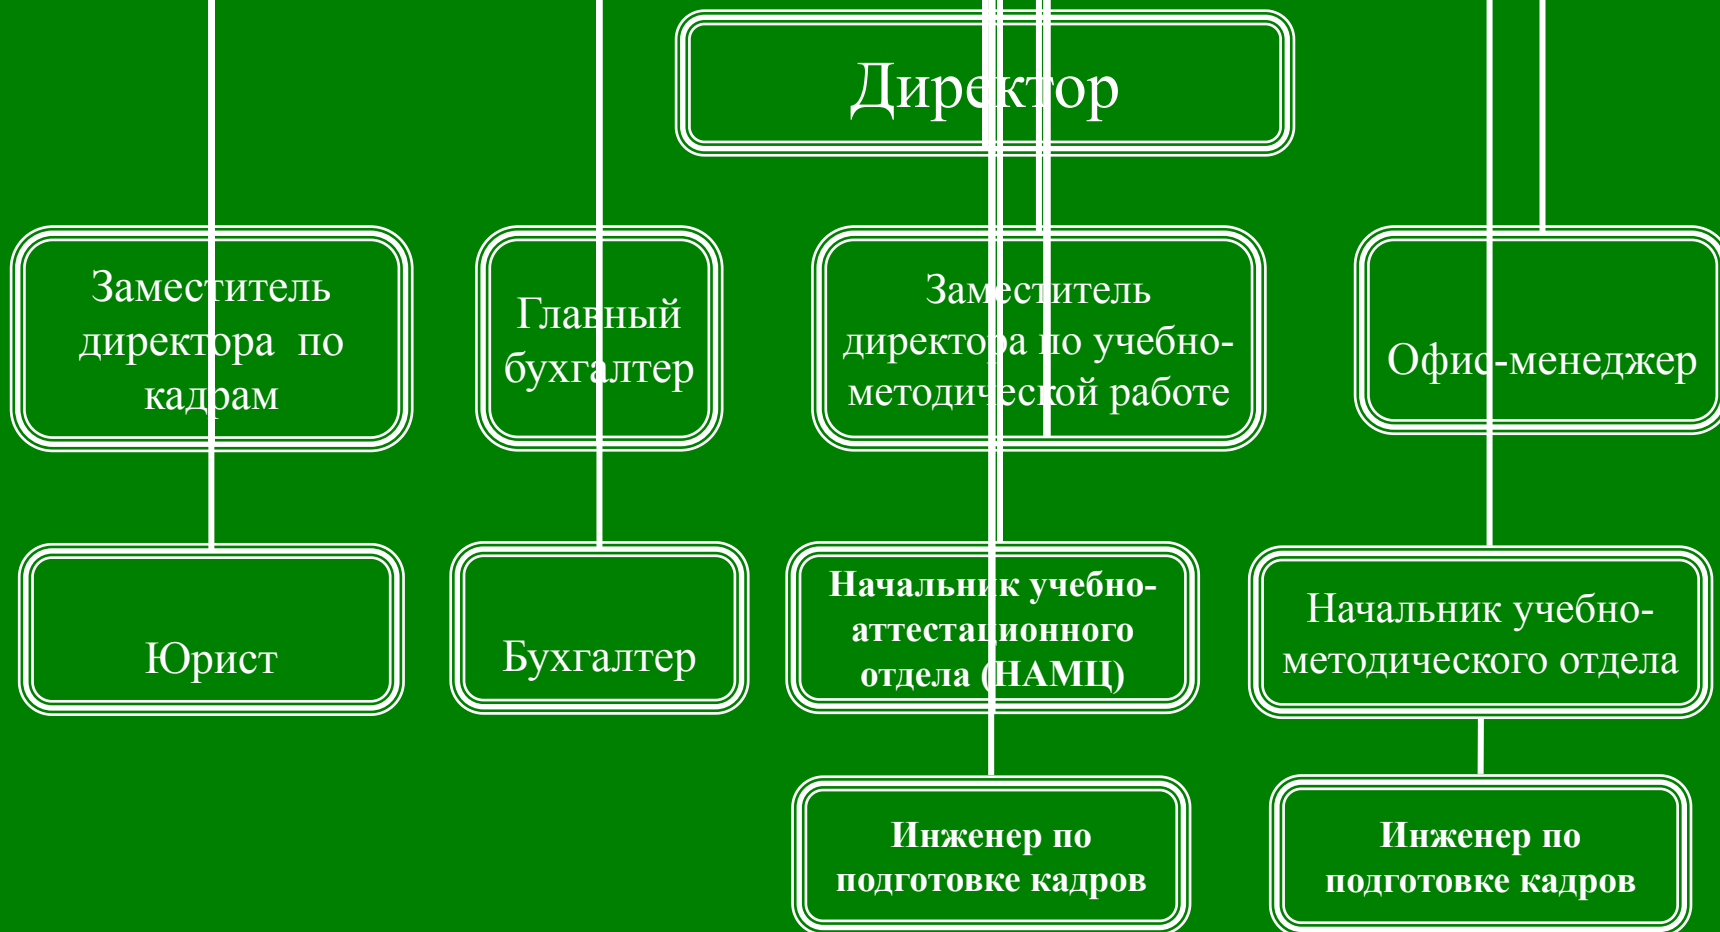 Директор
Заместитель
директора по
кадрам
Главный
бухгалтер
Заместитель
директора по учебно-
методической работе
Офис-менеджер
Юрист
Бухгалтер
Начальник учебно-
аттестационного
отдела (НАМЦ)
Начальник учебно-
методического отдела
Инженер по
подготовке кадров
Инженер по
подготовке кадров